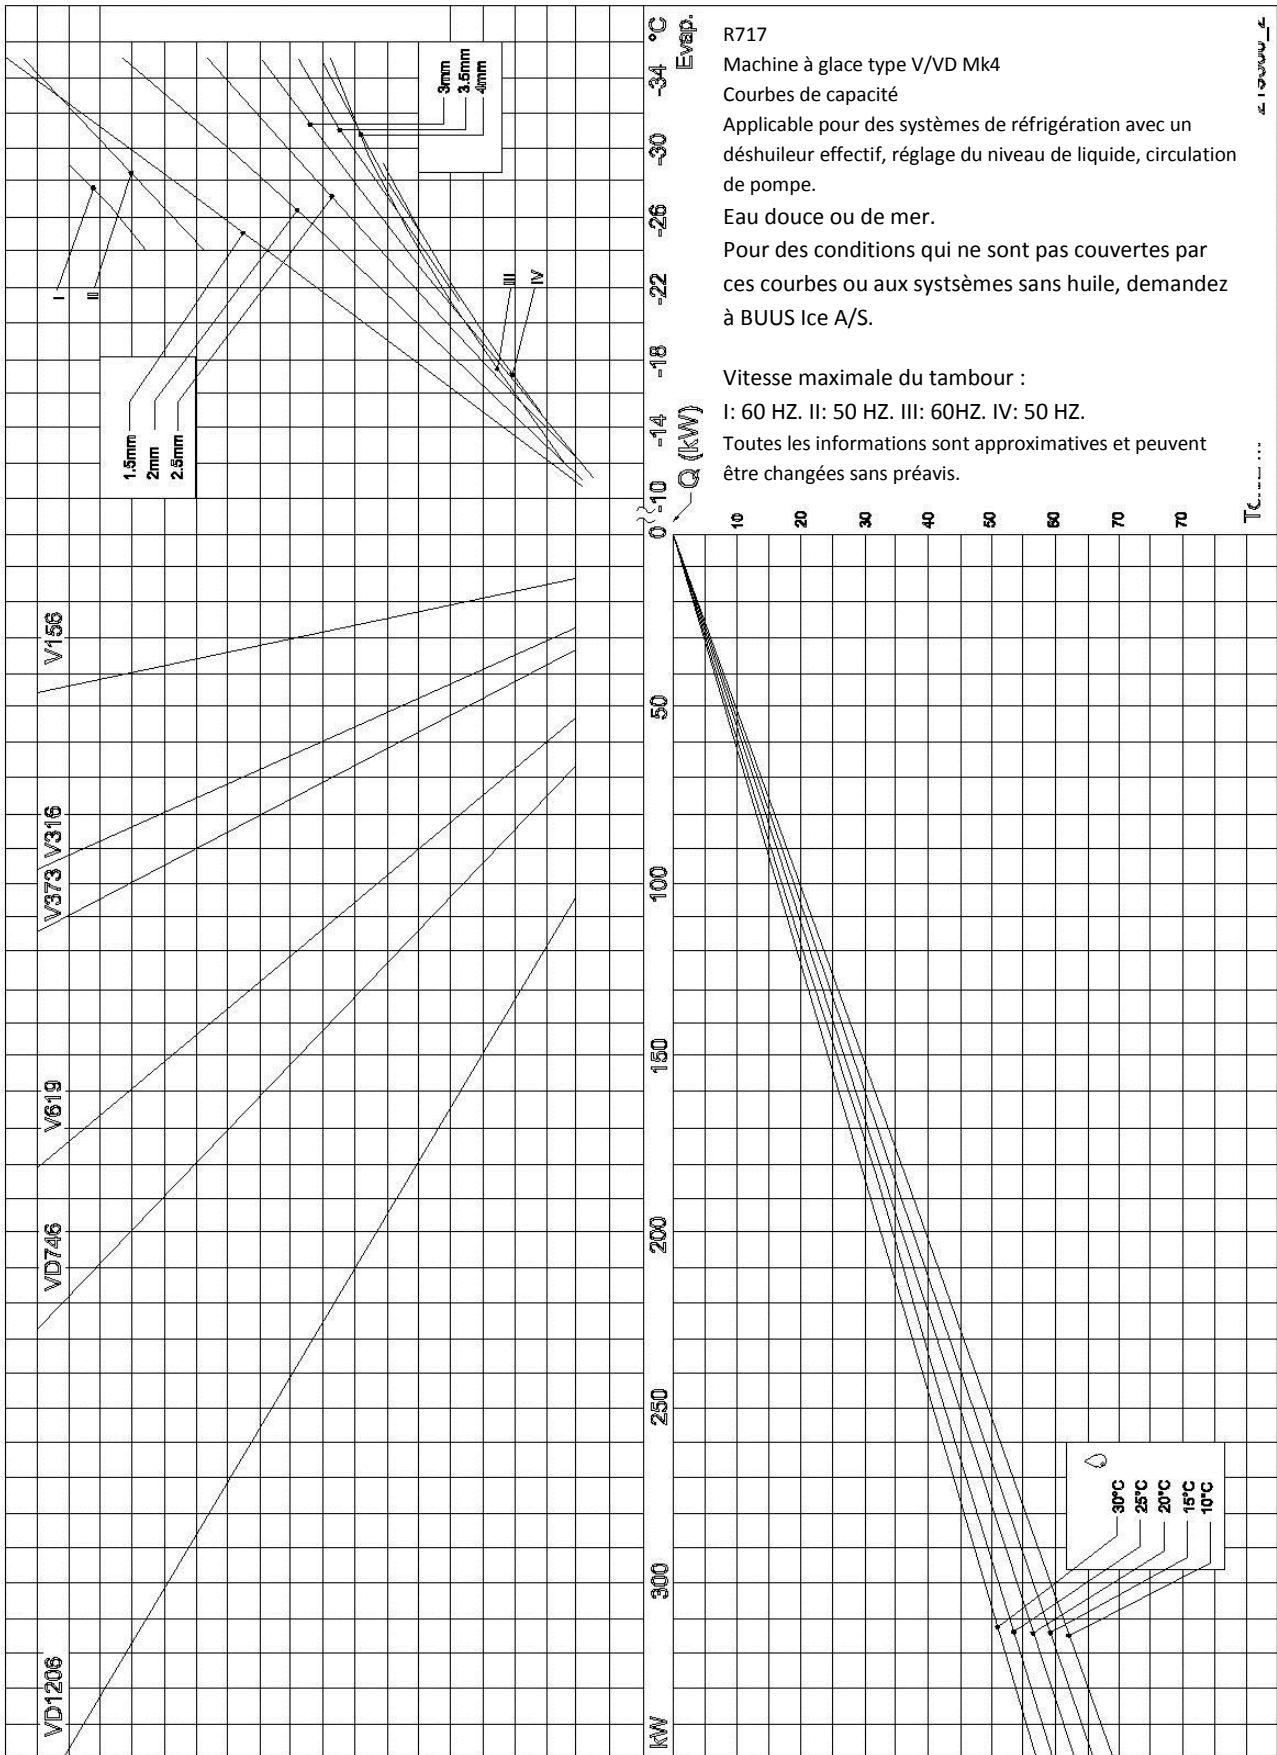 R717
Machine à glace type V/VD Mk4
Courbes de capacité
Applicable pour des systèmes de réfrigération avec un
déshuileur effectif, réglage du niveau de liquide, circulation
de pompe.
Eau douce ou de mer.
Pour des conditions qui ne sont pas couvertes par
ces courbes ou aux systsèmes sans huile, demandez
à BUUS Ice A/S.
Vitesse maximale du tambour :
I: 60 HZ. II: 50 HZ. III: 60HZ. IV: 50 HZ.
Toutes les informations sont approximatives et peuvent
être changées sans préavis.
°C
Evap.
-34
-30
-26
-22
-18
-14
-10
Q (kW)
0
50
100
150
200
250
300
kW
10
20
30
40
50
60
70
70
3mm
3.5mm
4mm
I
II
III
IV
1.5mm
2mm
2.5mm
V156
V316
V373
V619
VD746
VD1206
30°C
25°C
20°C
15°C
10°C